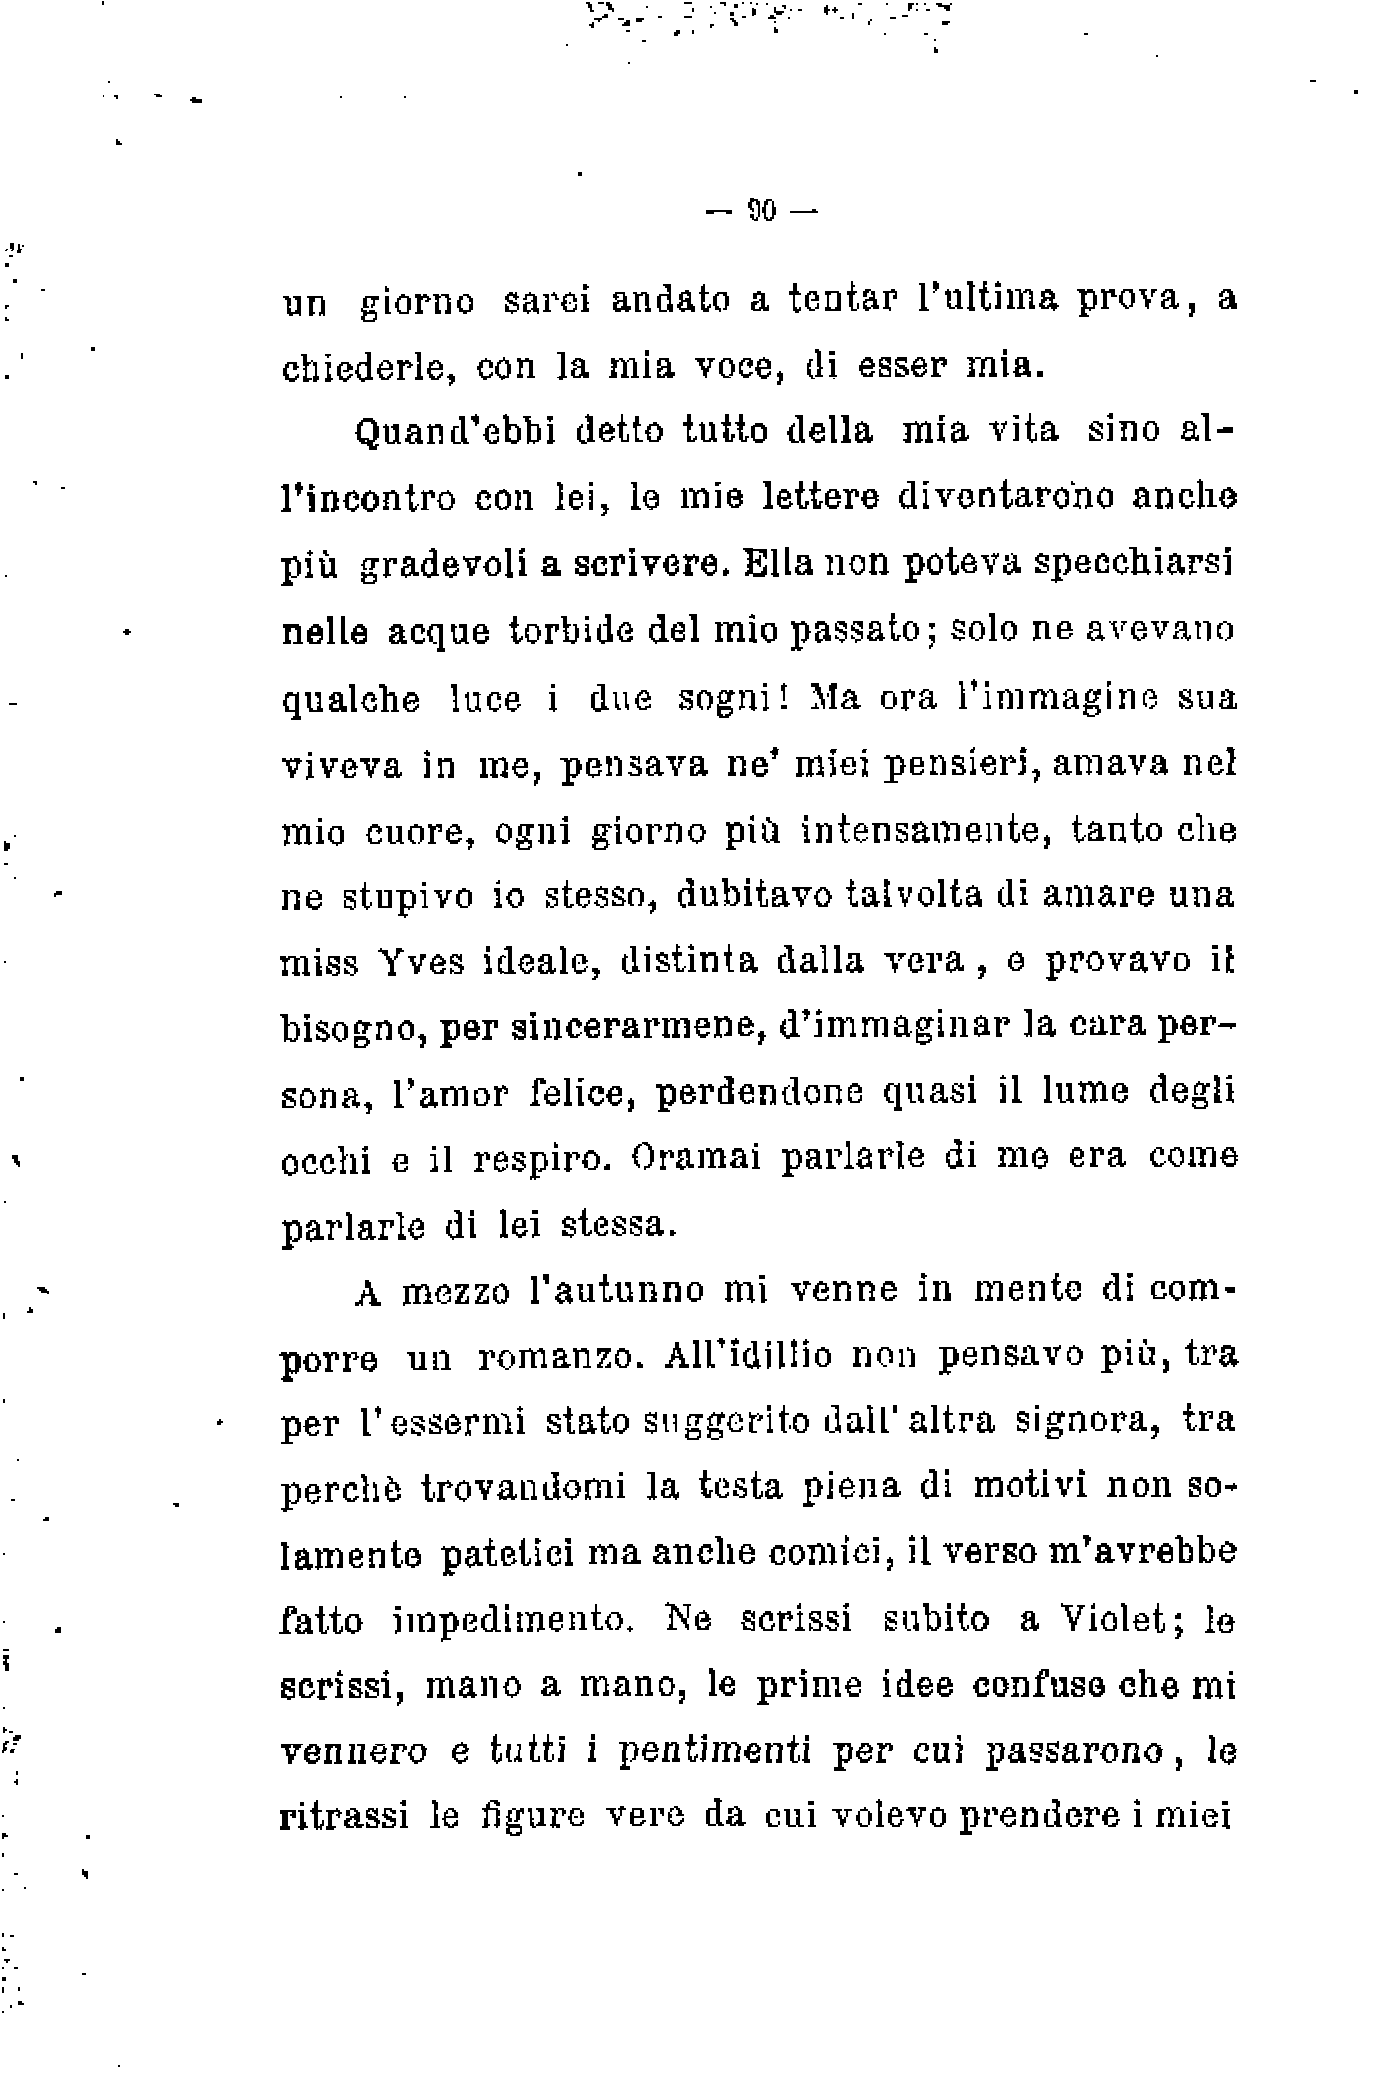 — 90 —
un giorno sarei andato a tentar l'ultima prova, a
chiederle, con la mia voce, di esser mia.
Quand'ebbi detto tutto della mia vita sino al-
l'incontro con lei, le mie lettere diventarono anche
più gradevoli a scrivere. Ella non poteva specchiarsi
nelle acque torbide del mio passato; solo ne avevano
qualche luce i due sogni! Ma ora l'immagine sua
viveva in me, pensava ne' miei pensieri, amava nel
mio cuore, ogni giorno più intensamente, tanto che
ne stupivo io stesso, dubitavo talvolta di amare una
miss Yves ideale, distinta dalla vera, e provavo il
bisogno, per sincerarmene, d'immaginar la cara per-
sona, l'amor felice, perdendone quasi il lume degli
occhi e il respiro. Oramai parlarle di me era come
parlarle di lei stessa.
A mezzo l'autunno mi venne in mente di com-
porre un romanzo. All'idillio non pensavo più, tra
per l'essermi stato suggerito dall'altra signora, tra
perchè trovandomi la testa piena di motivi non so-
lamente patetici ma anche comici, il verso m'avrebbe
fatto impedimento. Ne scrissi subito a Violet; le
scrissi, mano a mano, le prime idee confuse che mi
vennero e tutti i pentimenti per cui passarono, le
ritrassi le figure vere da cui volevo prendere i miei